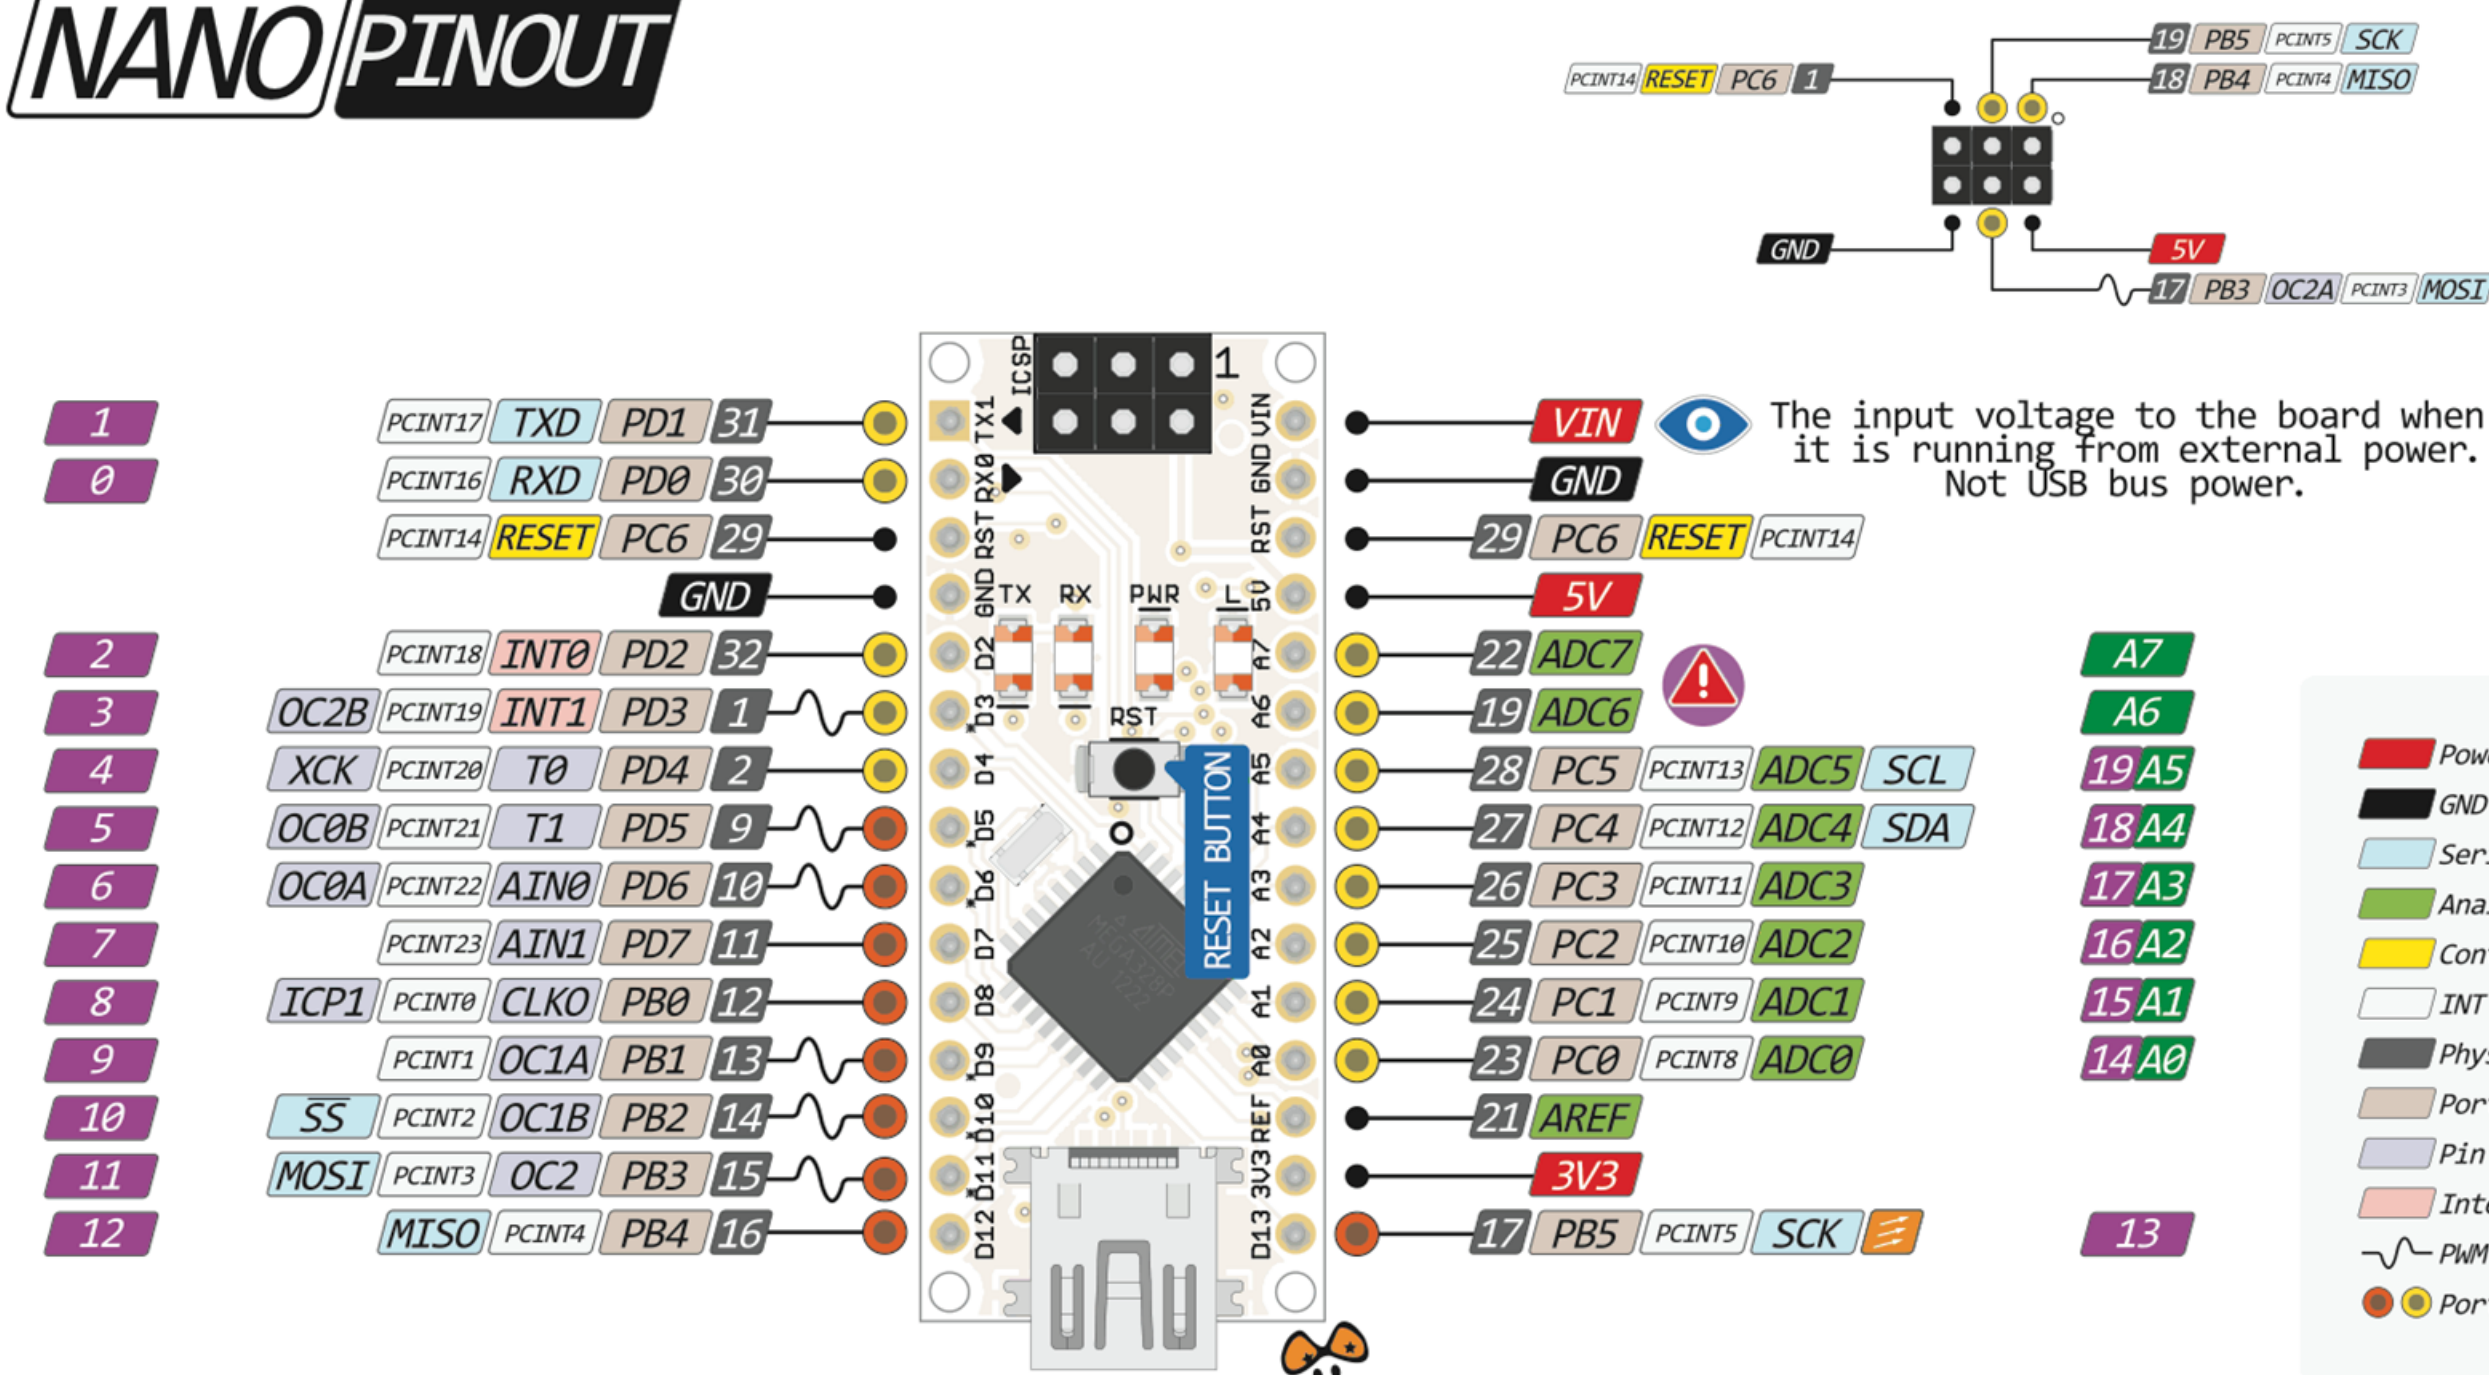 NANO PINOUT
19 PB5 PCINT5 SCK
PCINT14 RESET PC6 1
18 PB4 PCINT4 MISO
GND
5V
17 PB3 OC2A PCINT3 MOSI
ICSP
1
1 PCINT17 TXD PD1 31
TX1
VIN
VIN
The input voltage to the board when
it is running from external power.
Not USB bus power.
0 PCINT16 RXD PD0 30
RX0
GND
GND
PCINT14 RESET PC6 29
RST
RST
29 PC6 RESET PCINT14
GND
GND
TX RX PWR L
5V
5V
2 PCINT18 INT0 PD2 32
D2
A7
22 ADC7
A7
3 OC2B PCINT19 INT1 PD3 1
D3
RST
A6
19 ADC6
A6
4 XCK PCINT20 T0 PD4 2
D4
A5
28 PC5 PCINT13 ADC5 SCL
19 A5
5 OC0B PCINT21 T1 PD5 9
D5
RESET BUTTON
A4
27 PC4 PCINT12 ADC4 SDA
18 A4
6 OC0A PCINT22 AIN0 PD6 10
D6
A3
26 PC3 PCINT11 ADC3
17 A3
7 PCINT23 AIN1 PD7 11
D7
ATMEL
MEGA328P
AU 1222
A2
25 PC2 PCINT10 ADC2
16 A2
8 ICP1 PCINT0 CLKO PB0 12
D8
A1
24 PC1 PCINT9 ADC1
15 A1
9 PCINT1 OC1A PB1 13
D9
A0
23 PC0 PCINT8 ADC0
14 A0
10 SS PCINT2 OC1B PB2 14
D10
REF
21 AREF
11 MOSI PCINT3 OC2 PB3 15
D11
3V3
3V3
12 MISO PCINT4 PB4 16
D12
D13
17 PB5 PCINT5 SCK
13
GND
INT
Pin
PWM